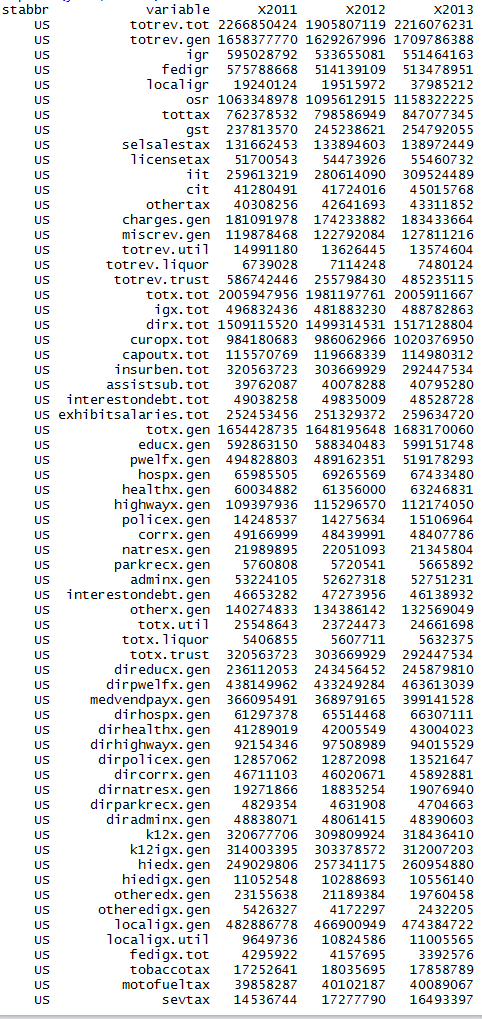 stabbr variable X2011 X2012 X2013
US totrev.tot 2266850424 1905807119 2216076231
US totrev.gen 1658377770 1629267996 1709786388
US igr 595028792 533655081 551464163
US fedigr 575788668 514139109 513478951
US localigr 19240124 19515972 37985212
US osr 1063348978 1095612915 1158322225
US tottax 762378532 798586949 847077345
US gst 237813570 245238621 254792055
US selsalestax 131662453 133894603 138972449
US licensetax 51700543 54473926 55460732
US iit 259613219 280614090 309524489
US cit 41280491 41724016 45015768
US othertax 40308256 42641693 43311852
US charges.gen 181091978 174233882 183433664
US miscrev.gen 119878468 122792084 127811216
US totrev.util 14991180 13626445 13574604
US totrev.liquor 6739028 7114248 7480124
US totrev.trust 586742446 255798430 485235115
US totx.tot 2005947956 1981197761 2005911667
US igx.tot 496832436 481883230 488782863
US dirx.tot 1509115520 1499314531 1517128804
US curopx.tot 984180683 986062966 1020376950
US capoutx.tot 115570769 119668339 114980312
US insurben.tot 320563723 303669929 292447534
US assistsub.tot 39762087 40078288 40795280
US interestondebt.tot 49038258 49835009 48528728
US exhibitsalaries.tot 252453456 251329372 259634720
US totx.gen 1654428735 1648195648 1683170060
US educx.gen 592863150 588340483 599151748
US pwelfx.gen 494828803 489162351 519178293
US hospx.gen 65985505 69265569 67433480
US healthx.gen 60034882 61356000 63246831
US highwayx.gen 109397936 115296570 112174050
US policex.gen 14248537 14275634 15106964
US corrx.gen 49166999 48439991 48407786
US natresx.gen 21989895 22051093 21345804
US parkrecx.gen 5760808 5720541 5665892
US adminx.gen 53224105 52627318 52751231
US interestondebt.gen 46653282 47273956 46138932
US otherx.gen 140274833 134386142 132569049
US totx.util 25548643 23724473 24661698
US totx.liquor 5406855 5607711 5632375
US totx.trust 320563723 303669929 292447534
US direducx.gen 236112053 243456452 245879810
US dirpwelfx.gen 438149962 433249284 463613039
US medvendpayx.gen 366095491 368979165 399141528
US dirhospx.gen 61297378 65514468 66307111
US dirhealthx.gen 41289019 42005549 43004023
US dirhighwayx.gen 92154346 97508989 94015529
US dirpolicex.gen 12857062 12872098 13521647
US dircorrx.gen 46711103 46020671 45892881
US dirnatresx.gen 19271866 18835254 19076940
US dirparkrecx.gen 4829354 4631908 4704663
US diradminx.gen 48838071 48061415 48390603
US k12x.gen 320677706 309809924 318436410
US k12igx.gen 314003395 303378572 312007203
US hiedx.gen 249029806 257341175 260954880
US hiedigx.gen 11052548 10288693 10556140
US otheredx.gen 23155638 21189384 19760458
US otheredigx.gen 5426327 4172297 2432205
US localigx.gen 482886778 466900949 474384722
US localigx.util 9649736 10824586 11005565
US fedigx.tot 4295922 4157695 3392576
US tobaccotax 17252641 18035695 17858789
US motofueltax 39858287 40102187 40089067
US sevtax 14536744 17277790 16493397